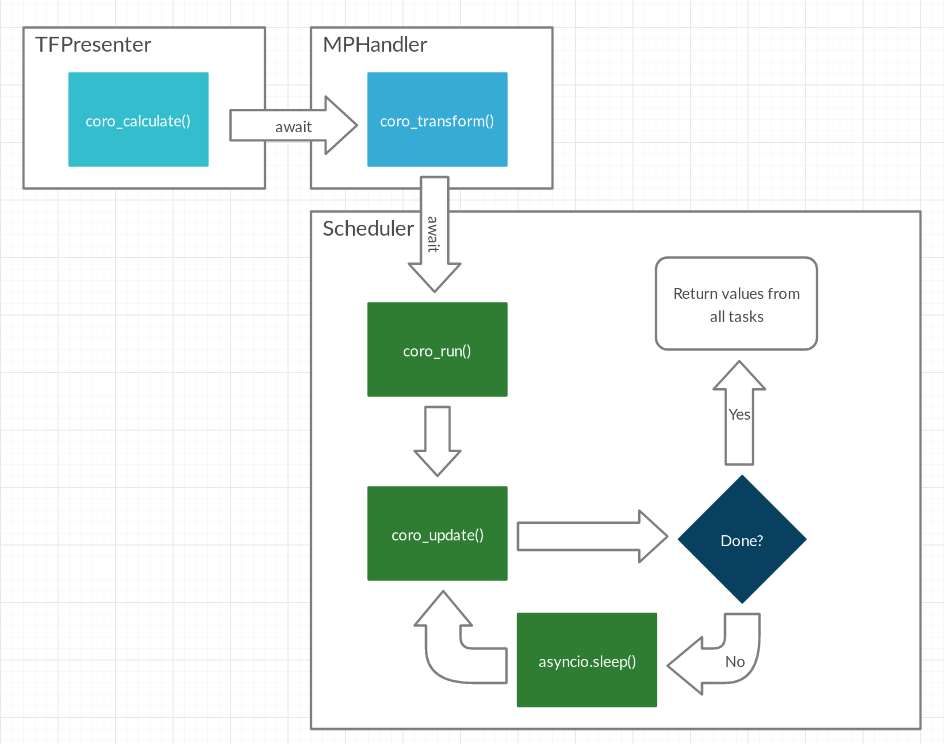 TFPresenter
coro_calculate()
await
MPHandler
coro_transform()
await
Scheduler
coro_run()
coro_update()
Done?
Yes
Return values from
all tasks
No
asyncio.sleep()